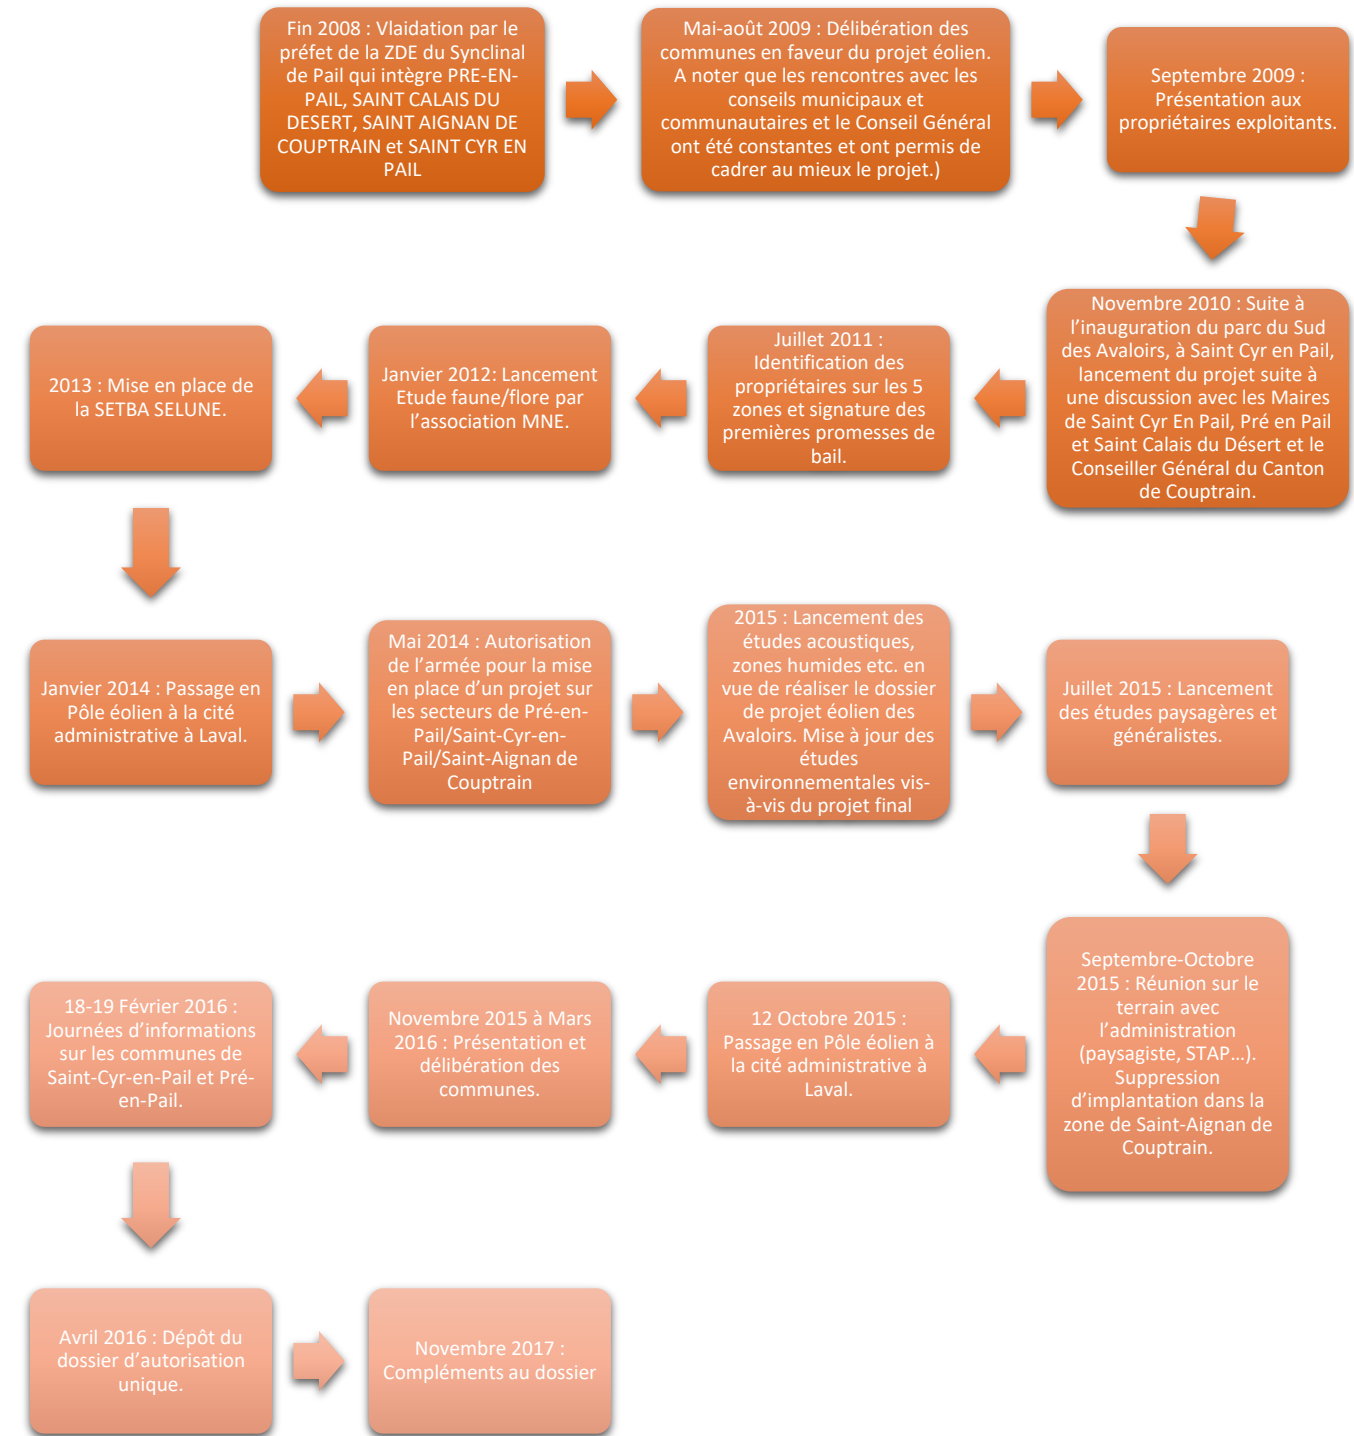 Fin 2008 : Vlaidation par le
préfet de la ZDE du Synclinal
de Pail qui intègre PRE-EN-
PAIL, SAINT CALAIS DU
DESERT, SAINT AIGNAN DE
COUPTRAIN et SAINT CYR EN
PAIL
Mai-août 2009 : Délibération des
communes en faveur du projet éolien.
A noter que les rencontres avec les
conseils municipaux et
communautaires et le Conseil Général
ont été constantes et ont permis de
cadrer au mieux le projet.)
Septembre 2009 :
Présentation aux
propriétaires exploitants.
Novembre 2010 : Suite à
l’inauguration du parc du Sud
des Avaloirs, à Saint Cyr en Pail,
lancement du projet suite à
une discussion avec les Maires
de Saint Cyr En Pail, Pré en Pail
et Saint Calais du Désert et le
Conseiller Général du Canton
de Couptrain.
Juillet 2011 :
Identification des
propriétaires sur les 5
zones et signature des
premières promesses de
bail.
Janvier 2012: Lancement
Etude faune/flore par
l’association MNE.
2013 : Mise en place de
la SETBA SELUNE.
Janvier 2014 : Passage en
Pôle éolien à la cité
administrative à Laval.
Mai 2014 : Autorisation
de l’armée pour la mise
en place d’un projet sur
les secteurs de Pré-en-
Pail/Saint-Cyr-en-
Pail/Saint-Aignan de
Couptrain
2015 : Lancement des
études acoustiques,
zones humides etc. en
vue de réaliser le dossier
de projet éolien des
Avaloirs. Mise à jour des
études
environnementales vis-
à-vis du projet final
Juillet 2015 : Lancement
des études paysagères et
généralistes.
Septembre-Octobre
2015 : Réunion sur le
terrain avec
l’administration
(paysagiste, STAP…).
Suppression
d’implantation dans la
zone de Saint-Aignan de
Couptrain.
12 Octobre 2015 :
Passage en Pôle éolien à
la cité administrative à
Laval.
Novembre 2015 à Mars
2016 : Présentation et
délibération des
communes.
18-19 Février 2016 :
Journées d’informations
sur les communes de
Saint-Cyr-en-Pail et Pré-
en-Pail.
Avril 2016 : Dépôt du
dossier d’autorisation
unique.
Novembre 2017 :
Compléments au dossier